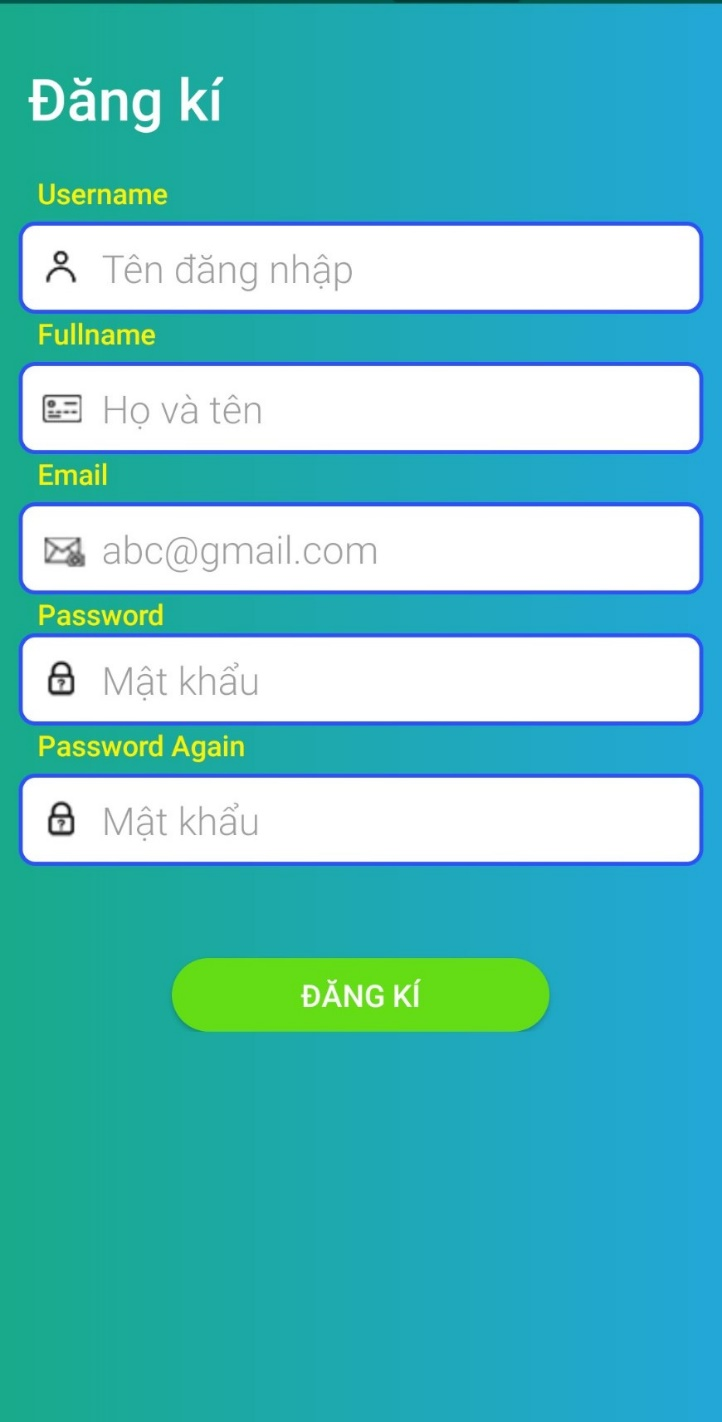 Đăng kí
Username
Tên đăng nhập
Fullname
Họ và tên
Email
abc@gmail.com
Password
Mật khẩu
Password Again
Mật khẩu
ĐĂNG KÍ